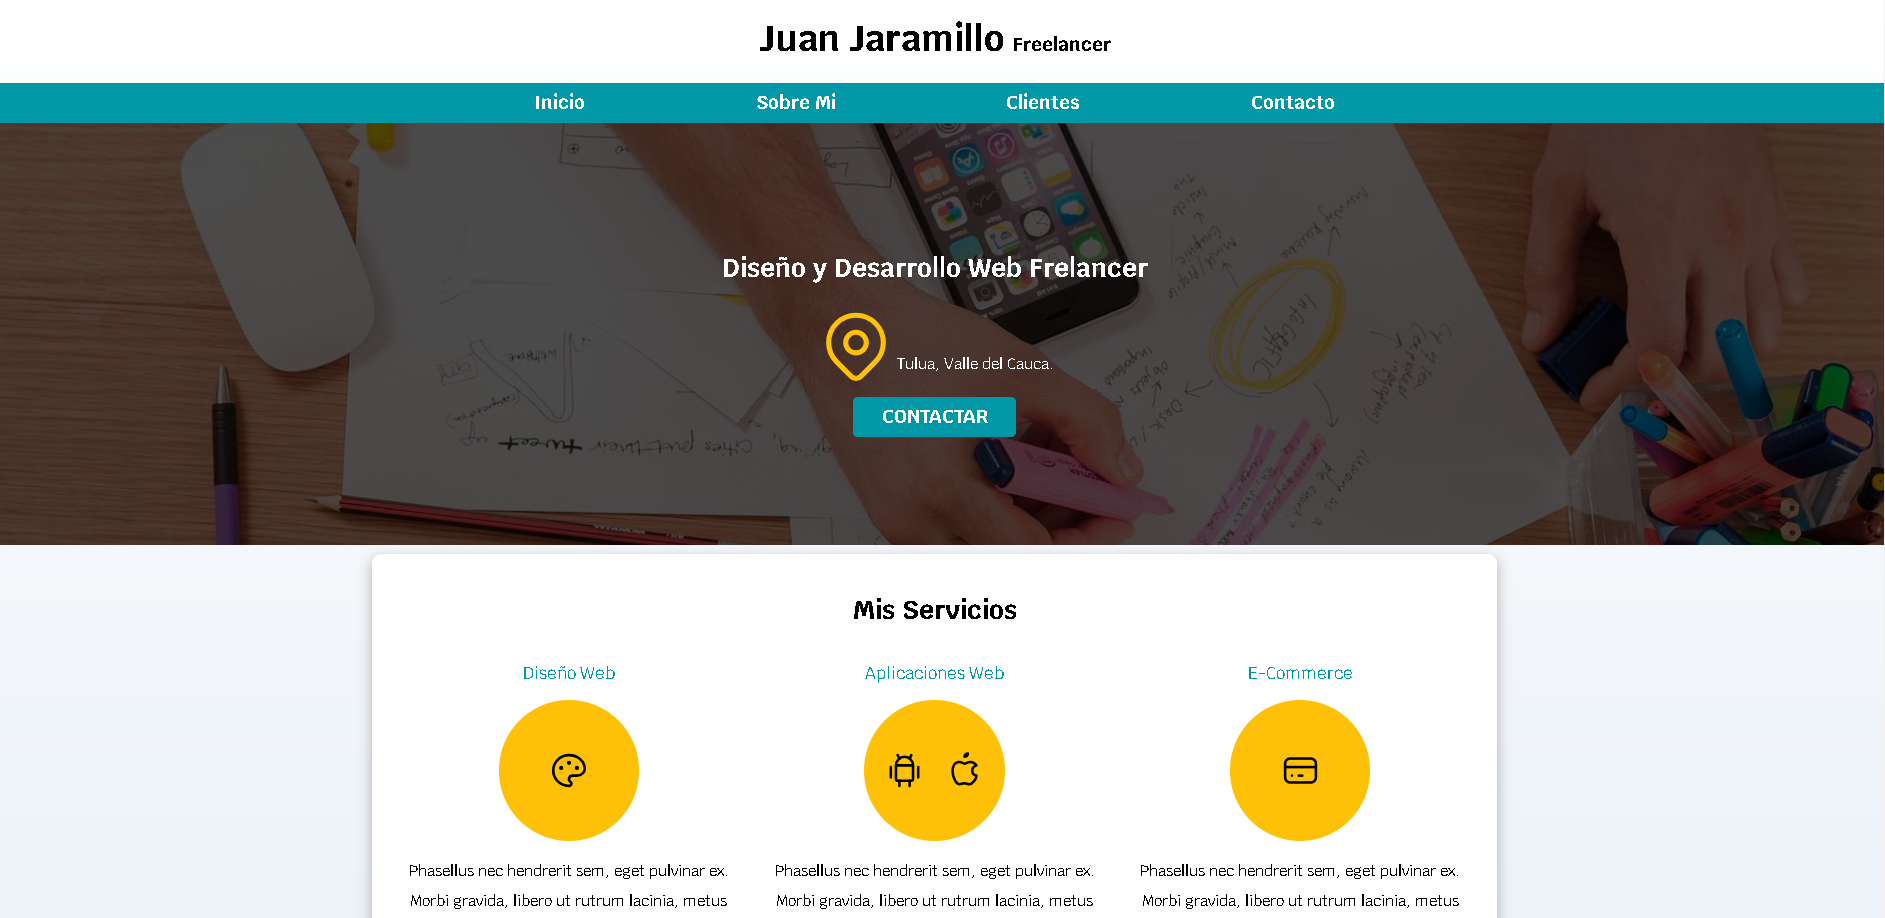 Juan Jaramillo Freelancer
Inicio Sobre Mi Clientes Contacto
Diseño y Desarrollo Web Frelancer
Tulua, Valle del Cauca.
CONTACTAR
Mis Servicios
Diseño Web Aplicaciones Web E-Commerce
Phasellus nec hendrerit sem, eget pulvinar ex. Phasellus nec hendrerit sem, eget pulvinar ex. Phasellus nec hendrerit sem, eget pulvinar ex.
Morbi gravida, libero ut rutrum lacinia, metus Morbi gravida, libero ut rutrum lacinia, metus Morbi gravida, libero ut rutrum lacinia, metus